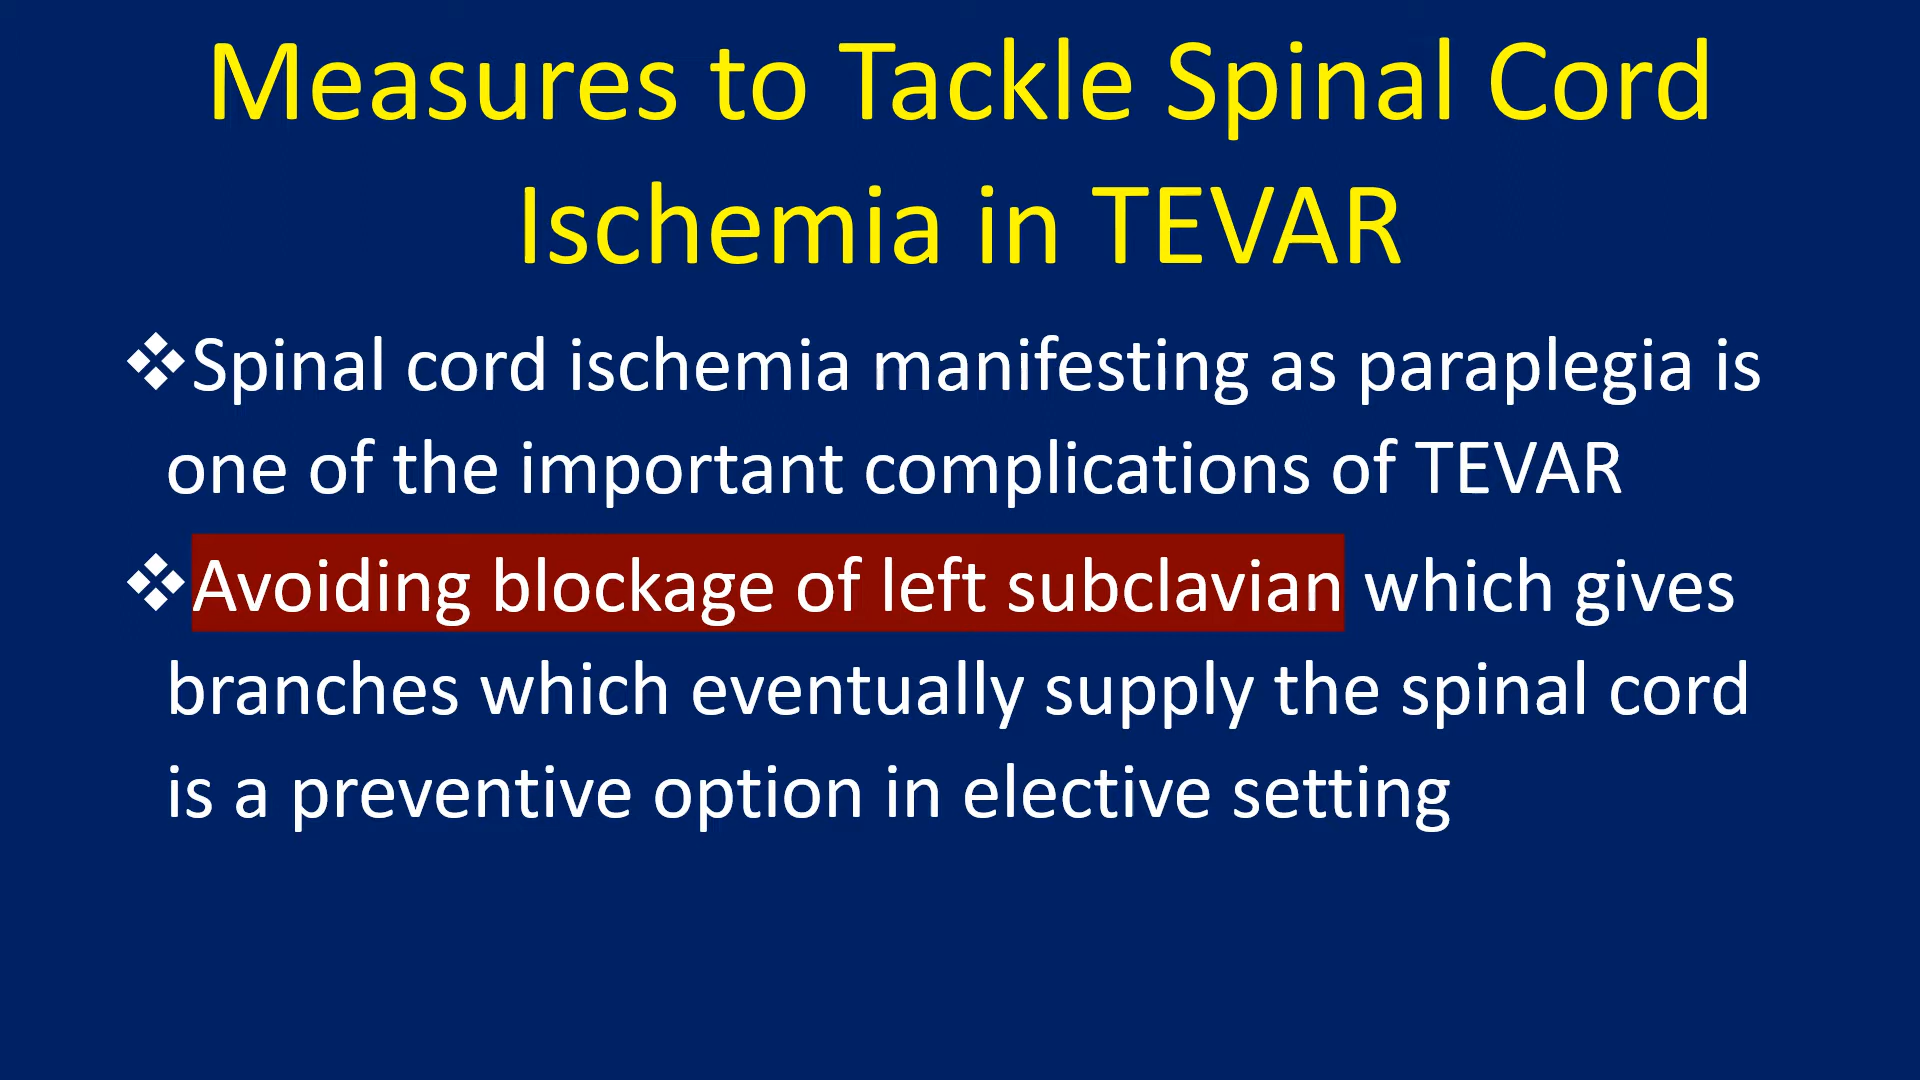 Measures to Tackle Spinal Cord
Ischemia in TEVAR
❖Spinal cord ischemia manifesting as paraplegia is
one of the important complications of TEVAR
❖Avoiding blockage of left subclavian which gives
branches which eventually supply the spinal cord
is a preventive option in elective setting